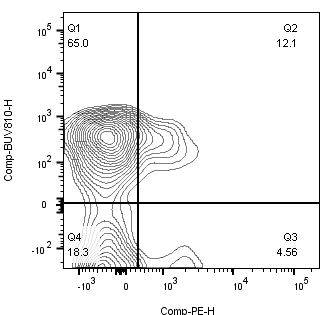 Q1
65.0
Q2
12.1
10^5
10^4
10^3
10^2
0
-10^2
Comp-BUV810-H
Q4
18.3
Q3
4.56
-10^3
0
10^3
10^4
10^5
Comp-PE-H